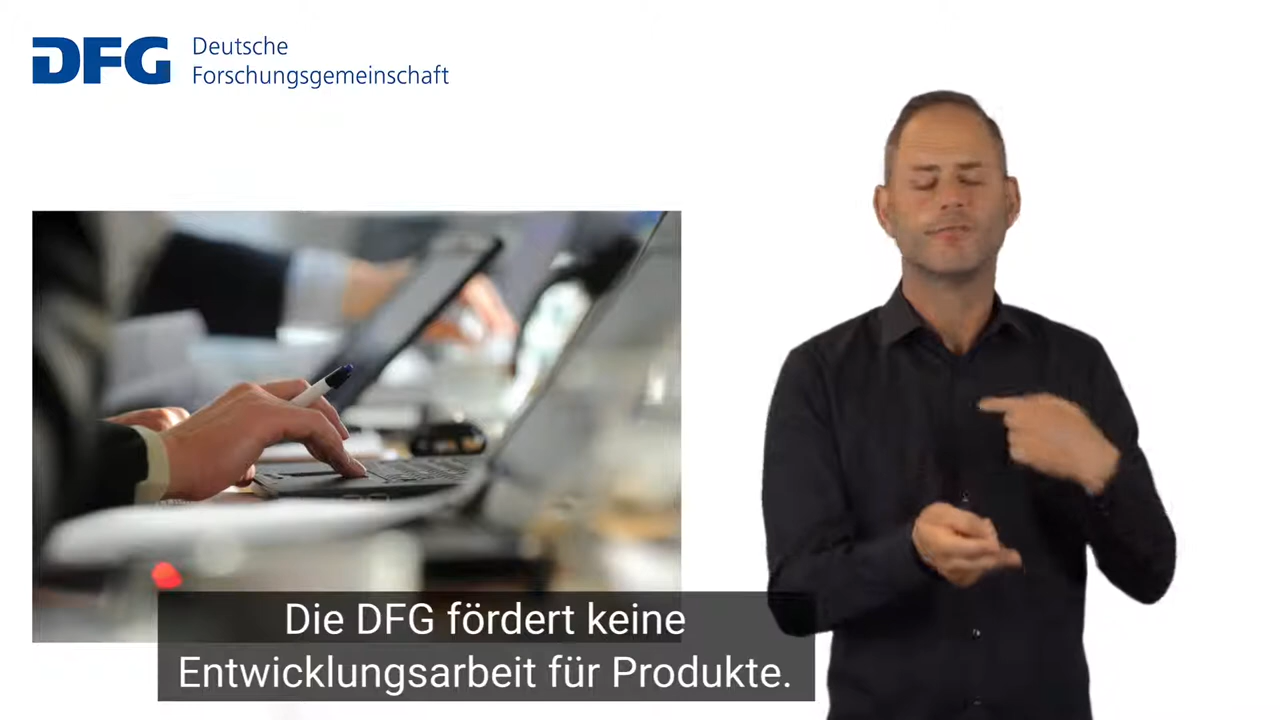 DFG Deutsche
Forschungsgemeinschaft
Die DFG fördert keine
Entwicklungsarbeit für Produkte.